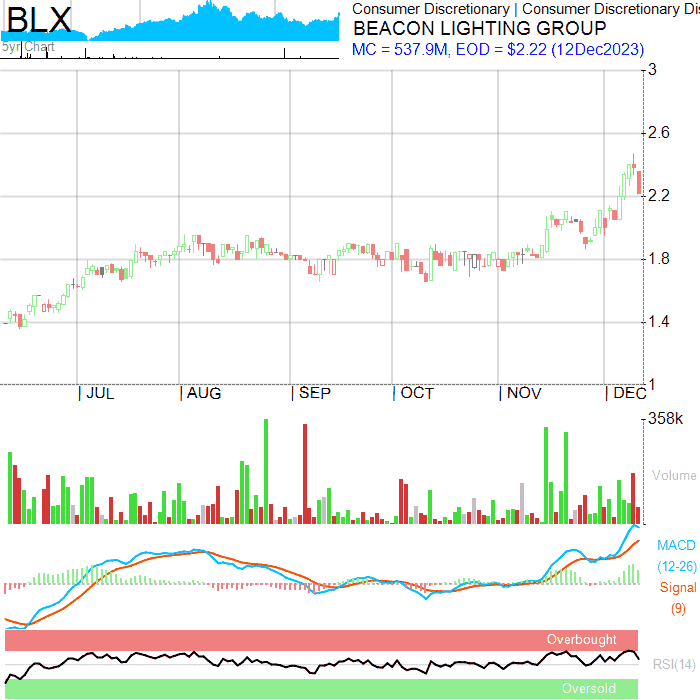 BLX
5yr Chart
Consumer Discretionary | Consumer Discretionary Dis
BEACON LIGHTING GROUP
MC = 537.9M, EOD = $2.22 (12Dec2023)
3
2.6
2.2
1.8
1.4
1
| JUL | AUG | SEP | OCT | NOV | DEC
358k
Volume
MACD
(12-26)
Signal
(9)
Overbought
RSI(14)
Oversold